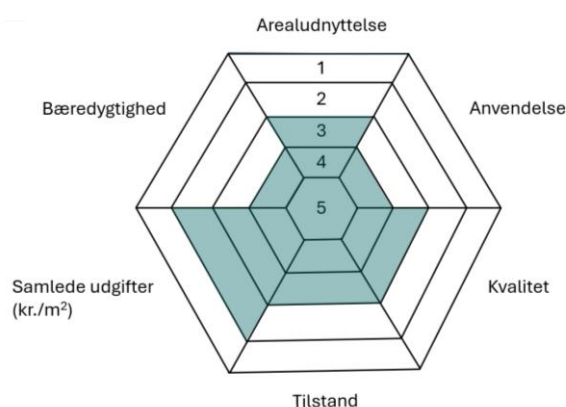 Arealudnyttelse
1
2
3
4
5
Bæredygtighed
Anvendelse
Samlede udgifter
(kr./m²)
Kvalitet
Tilstand